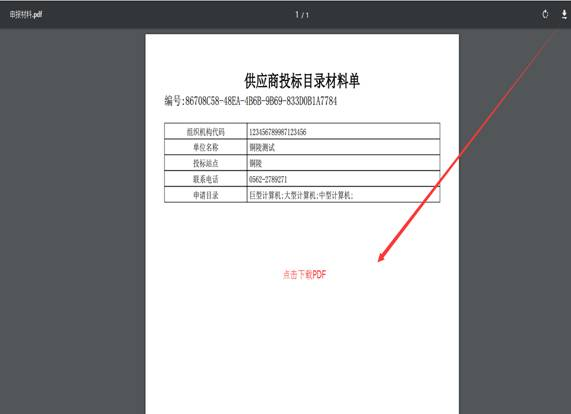 申报材料.pdf
1 / 1
供应商投标目录材料单
编号:86708C58-48EA-4B6B-9B69-833D0B1A7784
组织机构代码 123456789987123456
单位名称 铜陵测试
投标站点 铜陵
联系电话 0562-2789271
申请目录 巨型计算机;大型计算机;中型计算机;
点击下载PDF